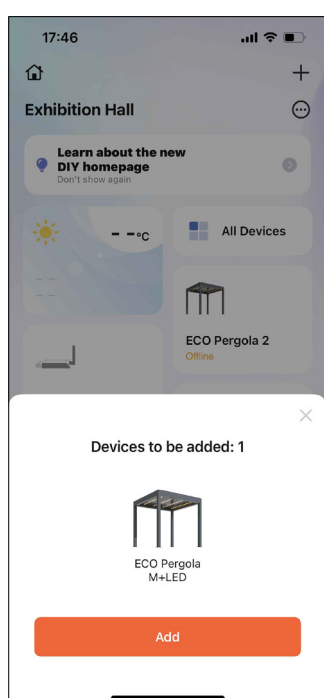 17:46
Exhibition Hall
Learn about the new
DIY homepage
Don't show again
--°C
All Devices
ECO Pergola 2
Offline
Devices to be added: 1
ECO Pergola
M+LED
Add